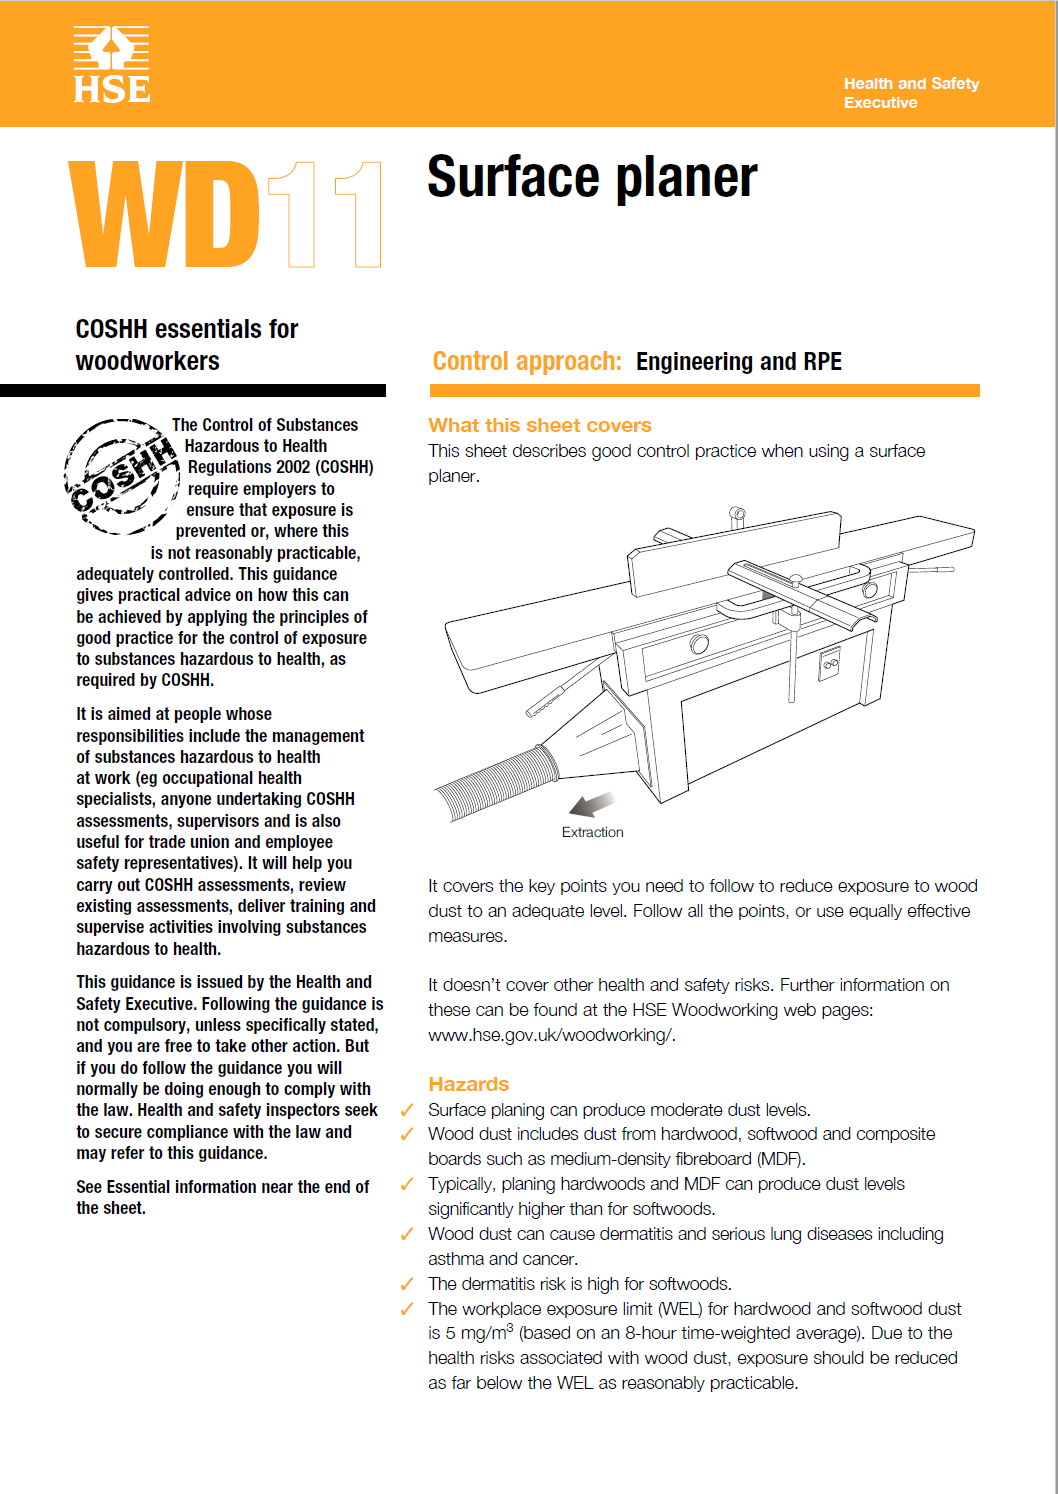 HSE
Health and Safety
Executive
WD11
Surface planer
COSHH essentials for
woodworkers
Control approach: Engineering and RPE
COSHH
The Control of Substances
Hazardous to Health
Regulations 2002 (COSHH)
require employers to
ensure that exposure is
prevented or, where this
is not reasonably practicable,
adequately controlled. This guidance
gives practical advice on how this can
be achieved by applying the principles of
good practice for the control of exposure
to substances hazardous to health, as
required by COSHH.
It is aimed at people whose
responsibilities include the management
of substances hazardous to health
at work (eg occupational health
specialists, anyone undertaking COSHH
assessments, supervisors and is also
useful for trade union and employee
safety representatives). It will help you
carry out COSHH assessments, review
existing assessments, deliver training and
supervise activities involving substances
hazardous to health.
This guidance is issued by the Health and
Safety Executive. Following the guidance is
not compulsory, unless specifically stated,
and you are free to take other action. But
if you do follow the guidance you will
normally be doing enough to comply with
the law. Health and safety inspectors seek
to secure compliance with the law and
may refer to this guidance.
See Essential information near the end of
the sheet.
What this sheet covers
This sheet describes good control practice when using a surface
planer.
Extraction
It covers the key points you need to follow to reduce exposure to wood
dust to an adequate level. Follow all the points, or use equally effective
measures.
It doesn't cover other health and safety risks. Further information on
these can be found at the HSE Woodworking web pages:
www.hse.gov.uk/woodworking/.
Hazards
✓ Surface planing can produce moderate dust levels.
✓ Wood dust includes dust from hardwood, softwood and composite
boards such as medium-density fibreboard (MDF).
✓ Typically, planing hardwoods and MDF can produce dust levels
significantly higher than for softwoods.
✓ Wood dust can cause dermatitis and serious lung diseases including
asthma and cancer.
✓ The dermatitis risk is high for softwoods.
✓ The workplace exposure limit (WEL) for hardwood and softwood dust
is 5 mg/m³ (based on an 8-hour time-weighted average). Due to the
health risks associated with wood dust, exposure should be reduced
as far below the WEL as reasonably practicable.